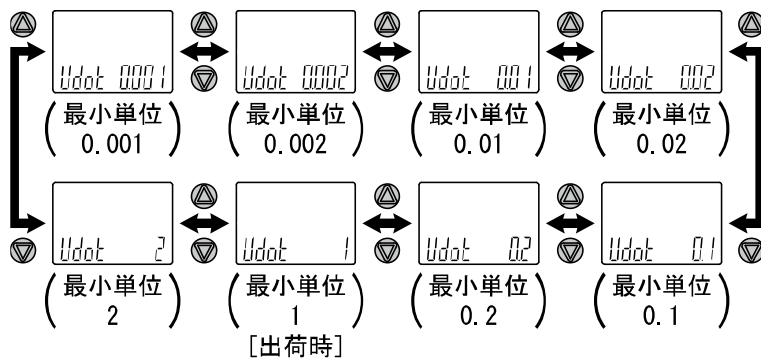 Udot 0.001
Udot 0.002
Udot 0.01
Udot 0.02
最小単位
0.001
最小単位
0.002
最小単位
0.01
最小単位
0.02
Udot 2
Udot 1
Udot 0.2
Udot 0.1
最小単位
2
最小単位
1
最小単位
0.2
最小単位
0.1
[出荷時]